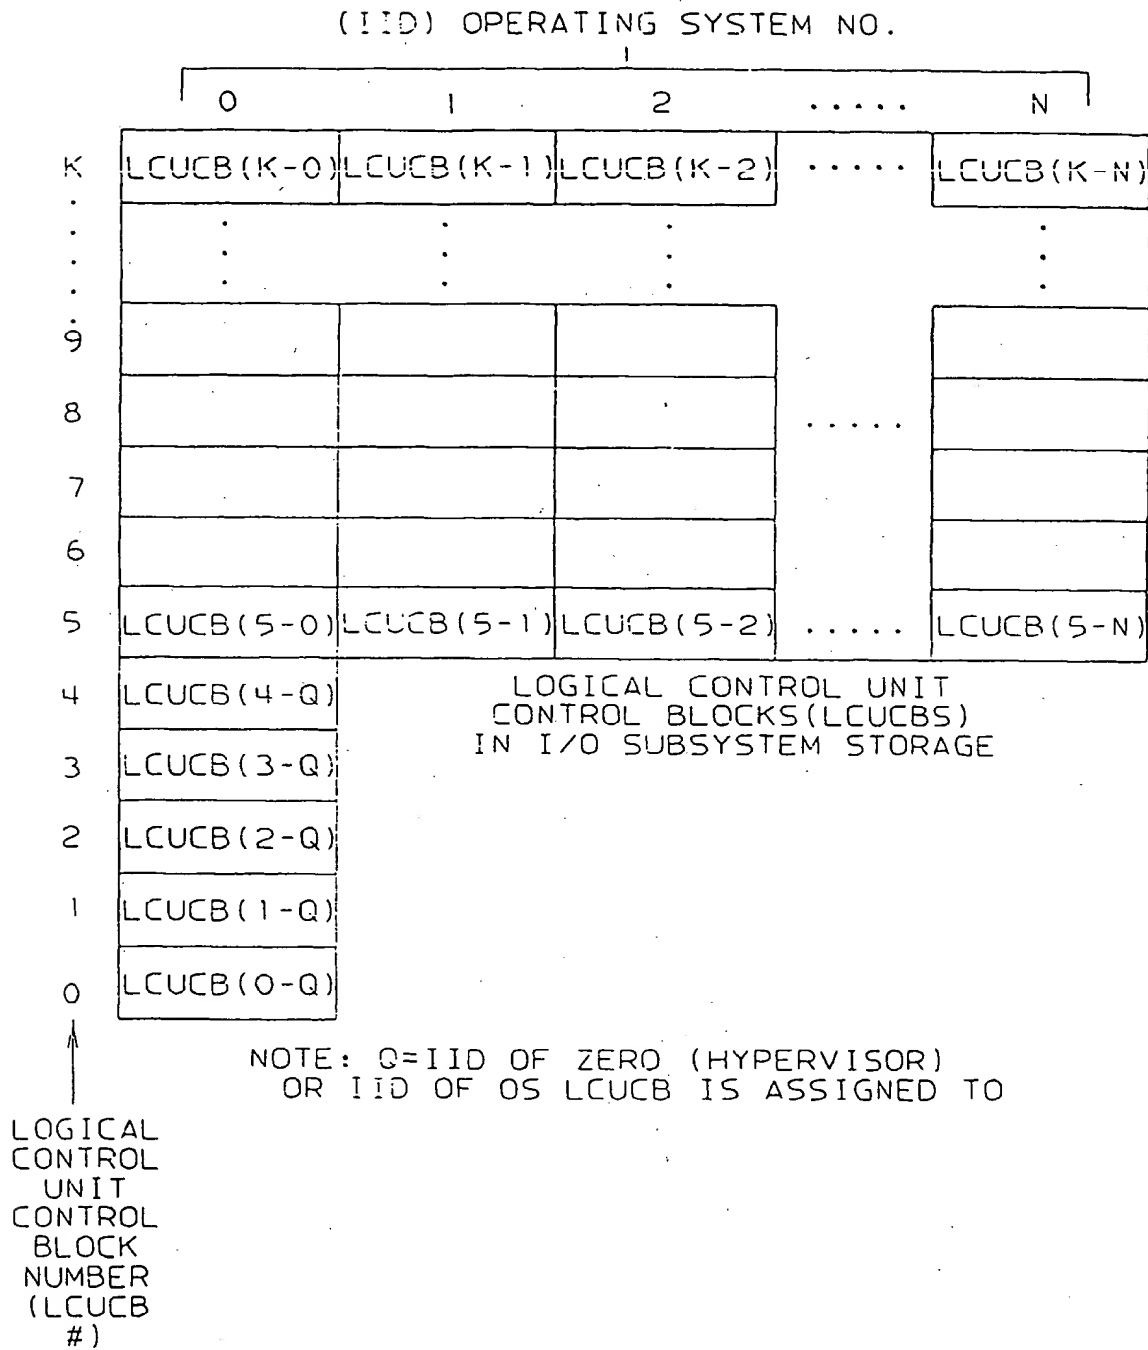 (IID) OPERATING SYSTEM NO.
0 1 2 ..... N
K LCUCB(K-0) LCUCB(K-1) LCUCB(K-2) ..... LCUCB(K-N)
9
8 .....
7
6
5 LCUCB(5-0) LCUCB(5-1) LCUCB(5-2) ..... LCUCB(5-N)
4 LCUCB(4-Q)
3 LCUCB(3-Q)
2 LCUCB(2-Q)
1 LCUCB(1-Q)
0 LCUCB(0-Q)
LOGICAL CONTROL UNIT
CONTROL BLOCKS(LCUCBS)
IN I/O SUBSYSTEM STORAGE
NOTE: Q=IID OF ZERO (HYPERVISOR)
OR IID OF OS LCUCB IS ASSIGNED TO
LOGICAL
CONTROL
UNIT
CONTROL
BLOCK
NUMBER
(LCUCB
#)